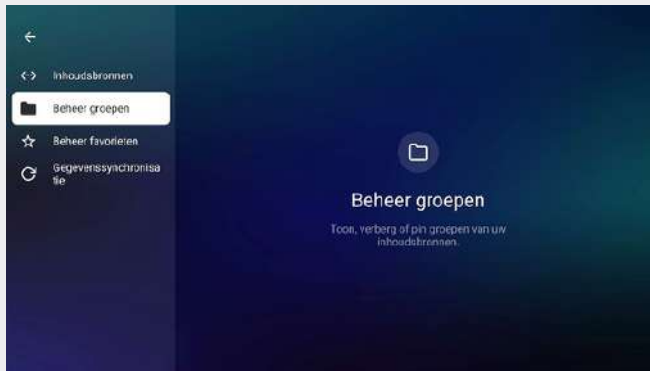 Inhoudsbronnen
Beheer groepen
Beheer favorieten
Gegevenssynchronisa
tie
Beheer groepen
Toon, verberg of pin groepen van uw
inhoudsbronnen.